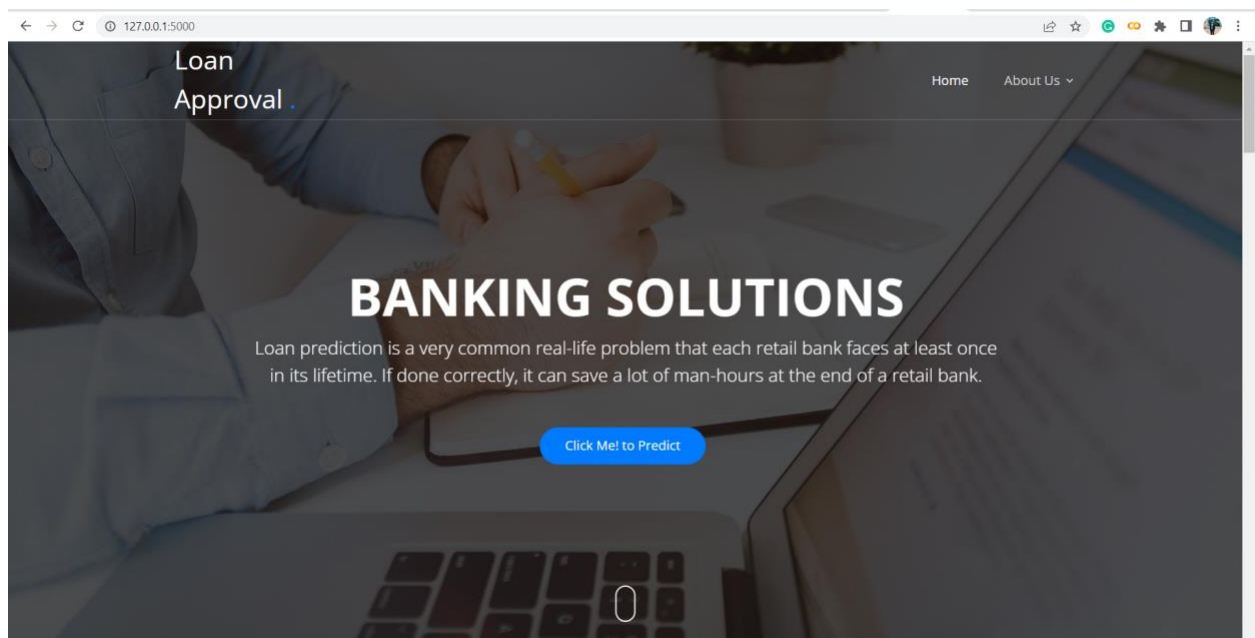 127.0.0.1:5000
Loan
Approval .
Home About Us
BANKING SOLUTIONS
Loan prediction is a very common real-life problem that each retail bank faces at least once
in its lifetime. If done correctly, it can save a lot of man-hours at the end of a retail bank.
Click Me! to Predict